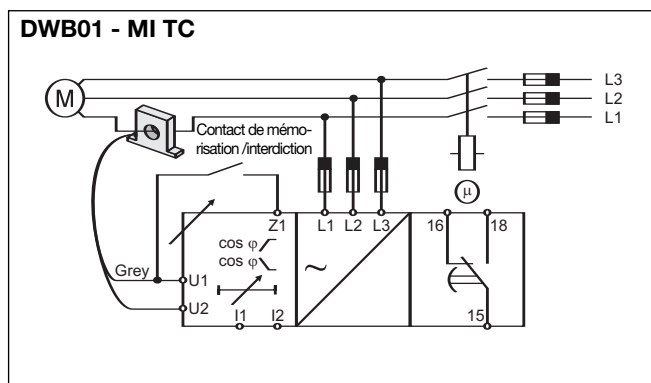 DWB01 - MI TC
L3
M
L2
L1
Contact de mémo-
risation /interdiction
μ
Z1
L1
L2
L3
16
18
cos φ
cos φ
~
Grey
U1
U2
I1
I2
15